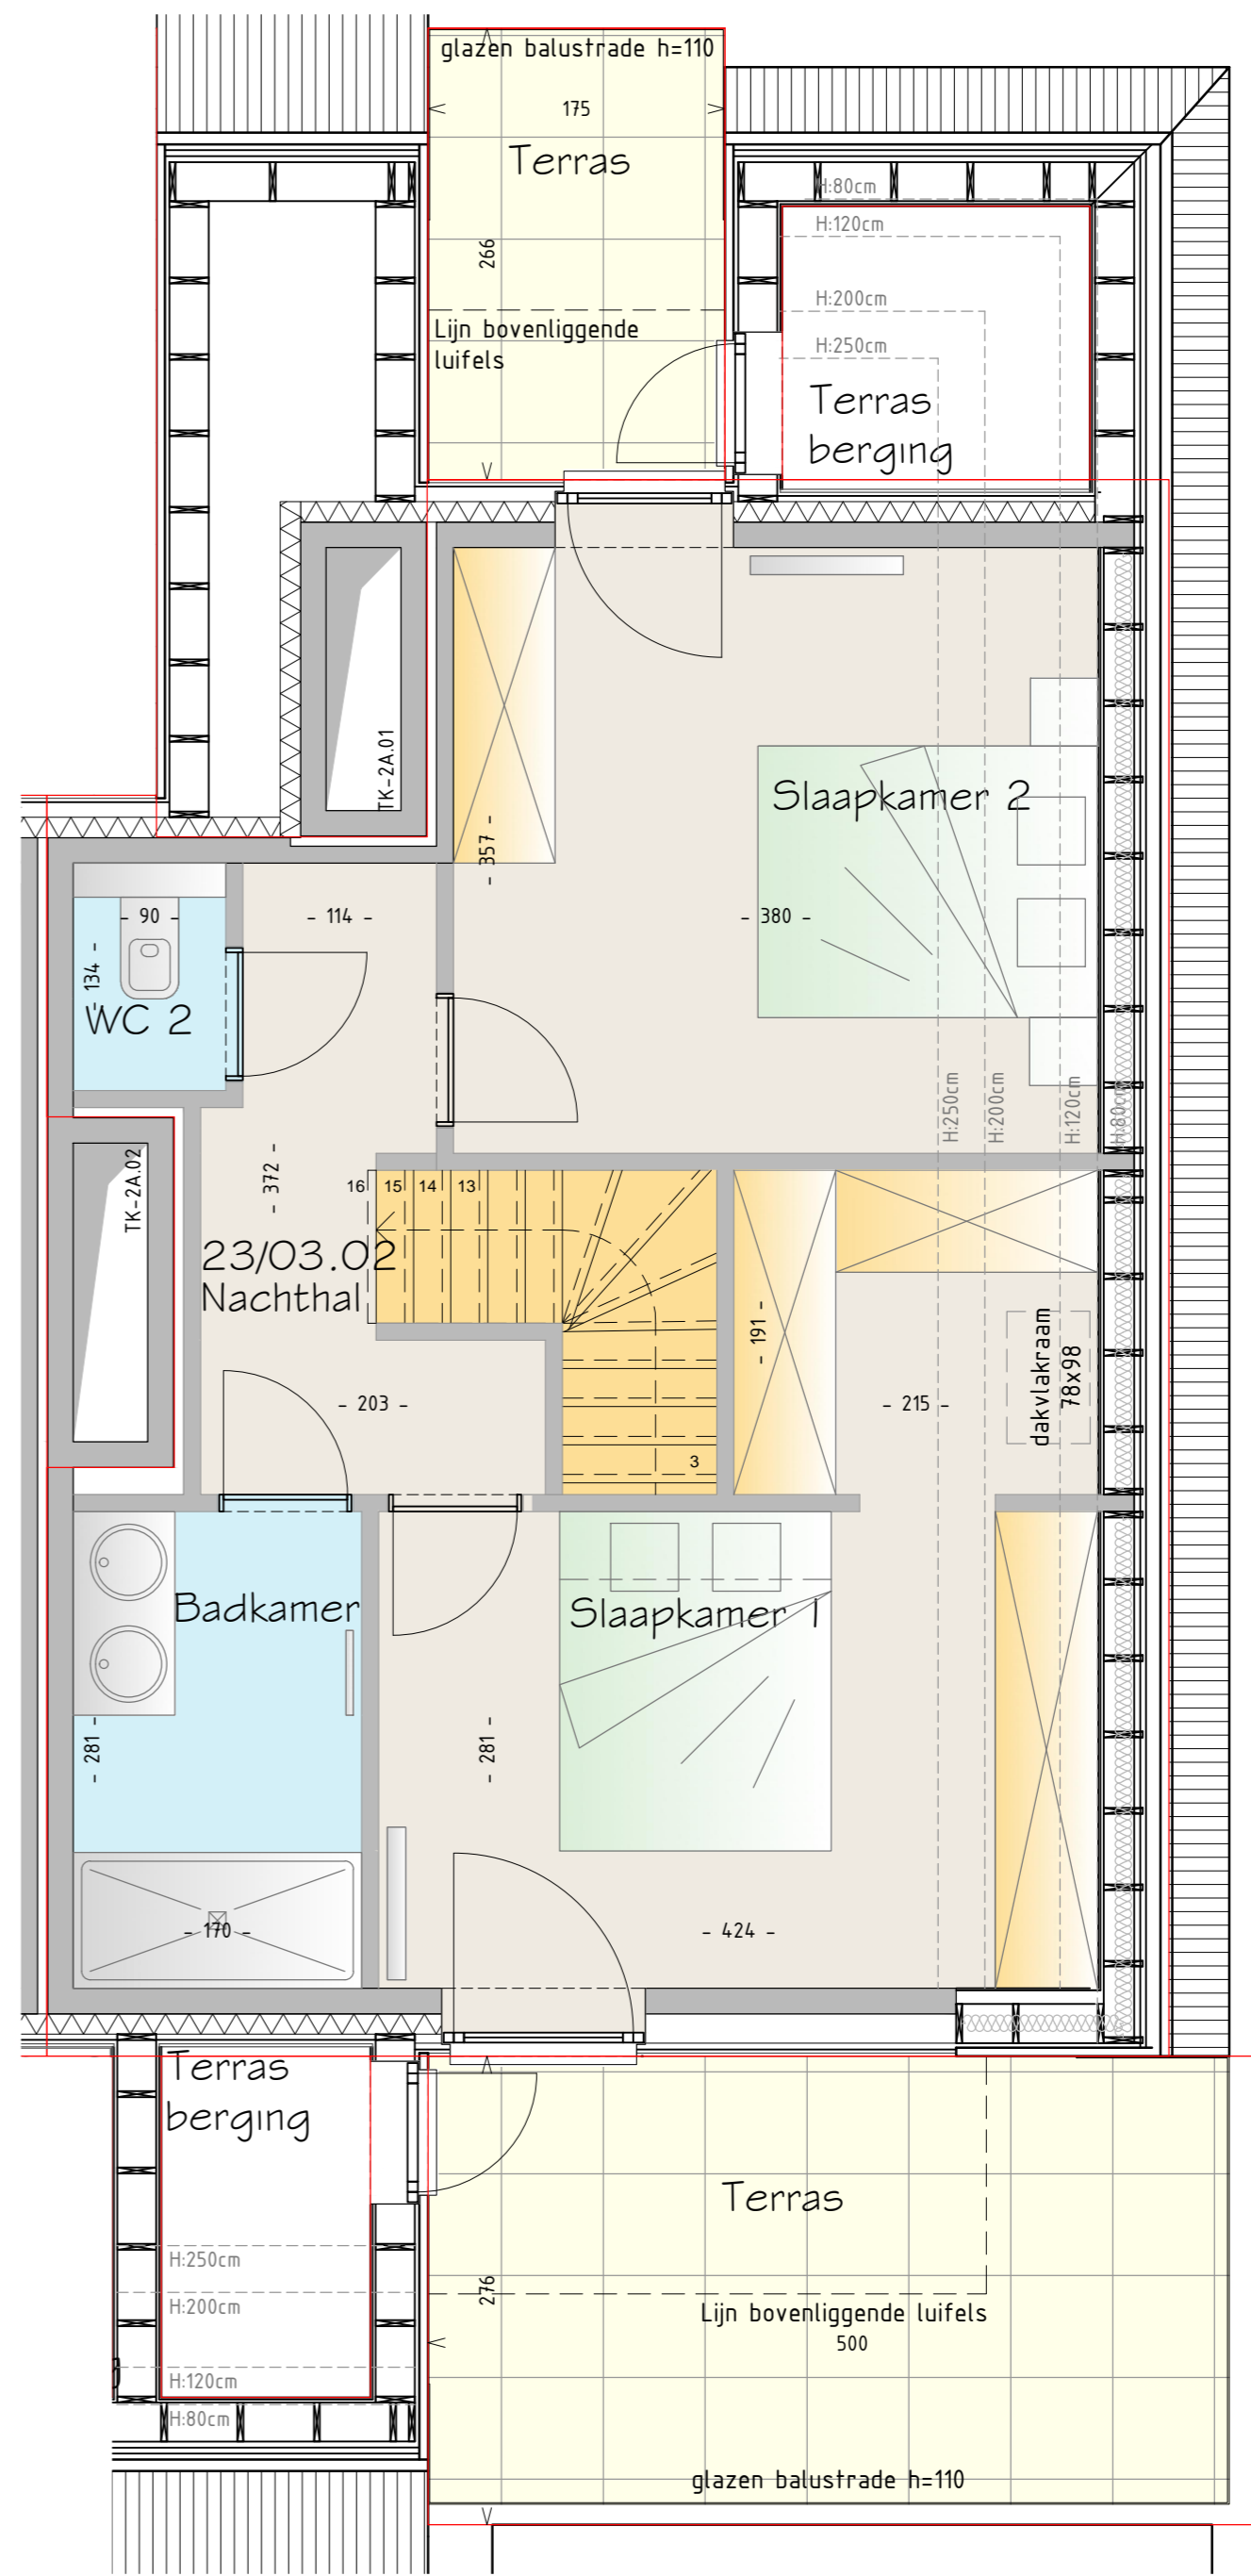 glazen balustrade h=110
175
Terras
266
Lijn bovenliggende
luifels
H:80cm
H:120cm
H:200cm
H:250cm
Terras
berging
TK-2A.01
Slaapkamer 2
- 357 -
- 380 -
- 90 -
- 114 -
- 134 -
WC 2
H:250cm
H:200cm
H:120cm
H:80cm
TK-2A.02
- 372 -
16
15
14
13
23/03.02
Nachthal
- 191 -
dakvlakraam
78x98
- 203 -
- 215 -
3
Badkamer
Slaapkamer 1
- 281 -
- 281 -
- 170 -
- 424 -
Terras
berging
Terras
H:250cm
H:200cm
H:120cm
H:80cm
276
Lijn bovenliggende luifels
500
glazen balustrade h=110